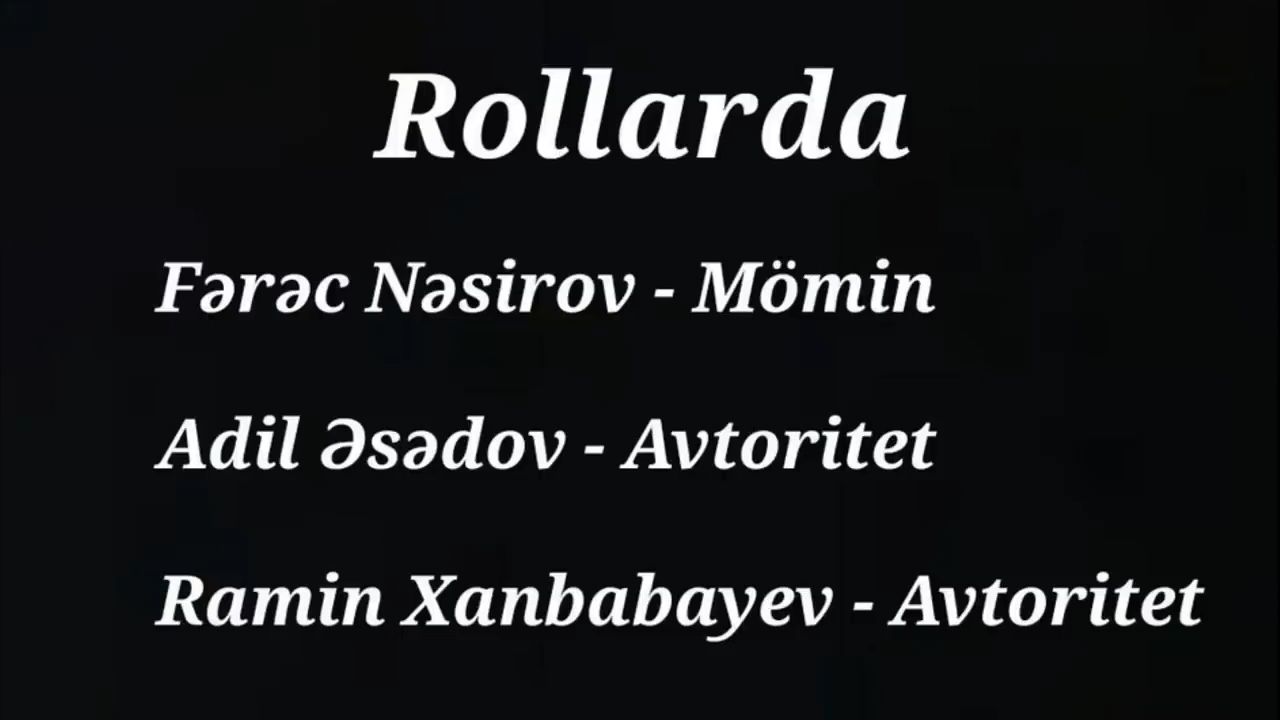 Rollarda
Fərəc Nəsirov - Mömin
Adil Əsədov - Avtoritet
Ramin Xanbabayev - Avtoritet